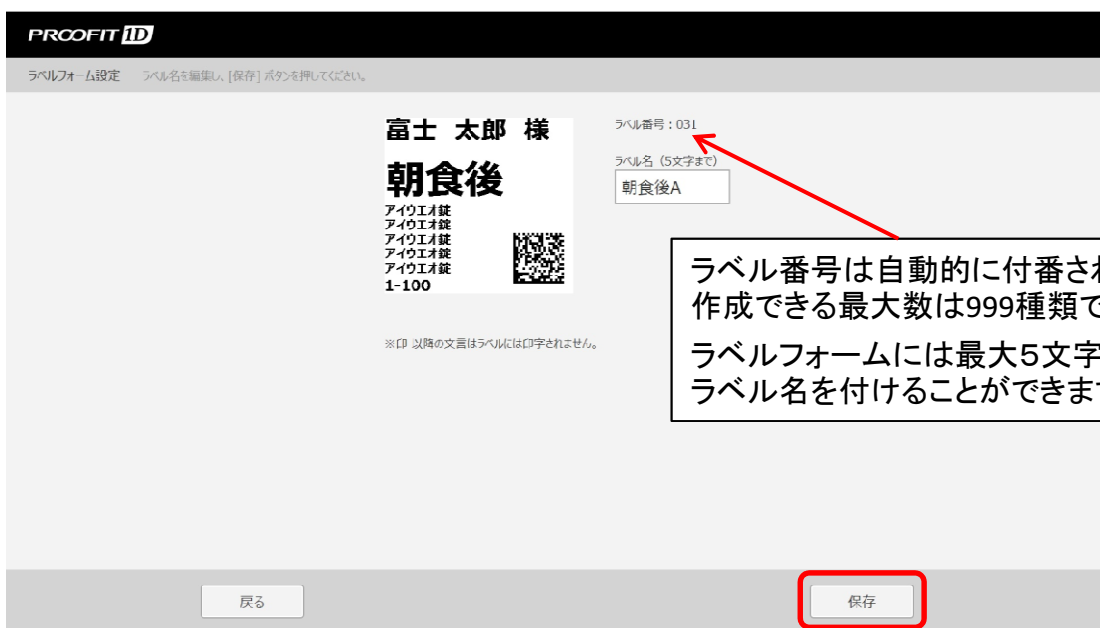 PROOFIT 1D
ラベルフォーム設定 ラベル名を編集し、[保存] ボタンを押してください。
富士 太郎 様
朝食後
アイウエオ錠
アイウエオ錠
アイウエオ錠
アイウエオ錠
アイウエオ錠
1-100
※印 以降の文言はラベルには印字されません。
ラベル番号：031
ラベル名（5文字まで）
朝食後A
ラベル番号は自動的に付番さ
作成できる最大数は999種類で
ラベルフォームには最大５文字
ラベル名を付けることができま
戻る
保存